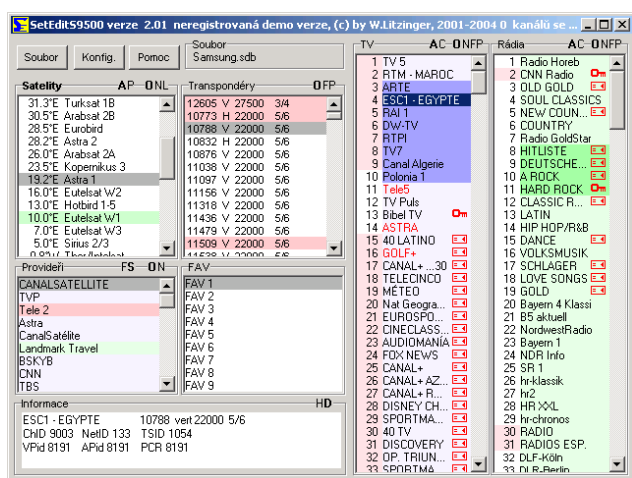 SetEditS9500 verze 2.01 neregistrovaná demo verze, (c) by W.Litzinger, 2001-2004 0 kanálů se ...
Soubor
Konfig.
Pomoc
Soubor
Samsung.sdb
Satelity AP ONL
31.3°E Turksat 1B
30.5°E Arabsat 2B
28.5°E Eurobird
28.2°E Astra 2
26.0°E Arabsat 2A
23.5°E Kopernikus 3
19.2°E Astra 1
16.0°E Eutelsat W2
13.0°E Hotbird 1-5
10.0°E Eutelsat W1
7.0°E Eutelsat W3
5.0°E Sirius 2/3
Transpondéry OFP
12605 V 27500 3/4
10773 H 22000 5/6
10788 V 22000 5/6
10832 H 22000 5/6
10876 V 22000 5/6
11038 V 22000 5/6
11097 V 22000 5/6
11156 V 22000 5/6
11318 V 22000 5/6
11436 V 22000 5/6
11479 V 22000 5/6
11509 V 22000 5/6
11538 V 22000 5/6
Provideři FS ON
CANALSATELLITE
TVP
Tele 2
Astra
CanalSatélite
Landmark Travel
BSKYB
CNN
TBS
FAV
FAV 1
FAV 2
FAV 3
FAV 4
FAV 5
FAV 6
FAV 7
FAV 8
FAV 9
Informace HD
ESC1 - EGYPTE 10788 vert 22000 5/6
ChID 9003 NetID 133 TSID 1054
VPid 8191 APid 8191 PCR 8191
TV AC ONFP
1 TV 5
2 RTM - MAROC
3 ARTE
4 ESC1 - EGYPTE
5 RAI 1
6 DW-TV
7 RTPI
8 TV7
9 Canal Algerie
10 Polonia 1
11 Tele5
12 TV Puls
13 Bibel TV
14 ASTRA
15 40 LATINO
16 GOLF+
17 CANAL+ ...30
18 TELECINCO
19 MÉTEO
20 Nat Geogra...
21 EUROSPO...
22 CINECLASS...
23 AUDIOMANÍA
24 FOX NEWS
25 CANAL+
26 CANAL+ AZ...
27 CANAL+ R...
28 DISNEY CH...
29 SPORTMA...
30 40 TV
31 DISCOVERY
32 OP. TRIUN...
33 SPORTMA...
Rádia AC ONFP
1 Radio Horeb
2 CNN Radio
3 OLD GOLD
4 SOUL CLASSICS
5 NEW COUN...
6 COUNTRY
7 Radio GoldStar
8 HITLISTE
9 DEUTSCHE...
10 A ROCK
11 HARD ROCK
12 CLASSIC R...
13 LATIN
14 HIP HOP/R&B
15 DANCE
16 VOLKSMUSIK
17 SCHLAGER
18 LOVE SONGS
19 GOLD
20 Bayern 4 Klassi
21 B5 aktuell
22 NordwestRadio
23 Bayern 1
24 NDR Info
25 SR 1
26 hr-klassik
27 hr2
28 HR XXL
29 hr-chronos
30 RADIO
31 RADIOS ESP.
32 DLF-Köln
33 DLR-Berlin